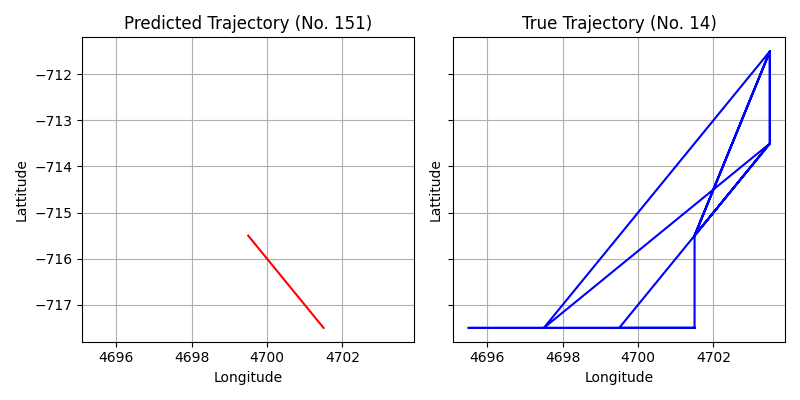 Predicted Trajectory (No. 151)
True Trajectory (No. 14)
Lattitude
−712
−713
−714
−715
−716
−717
4696
4698
4700
4702
Longitude
Lattitude
4696
4698
4700
4702
Longitude